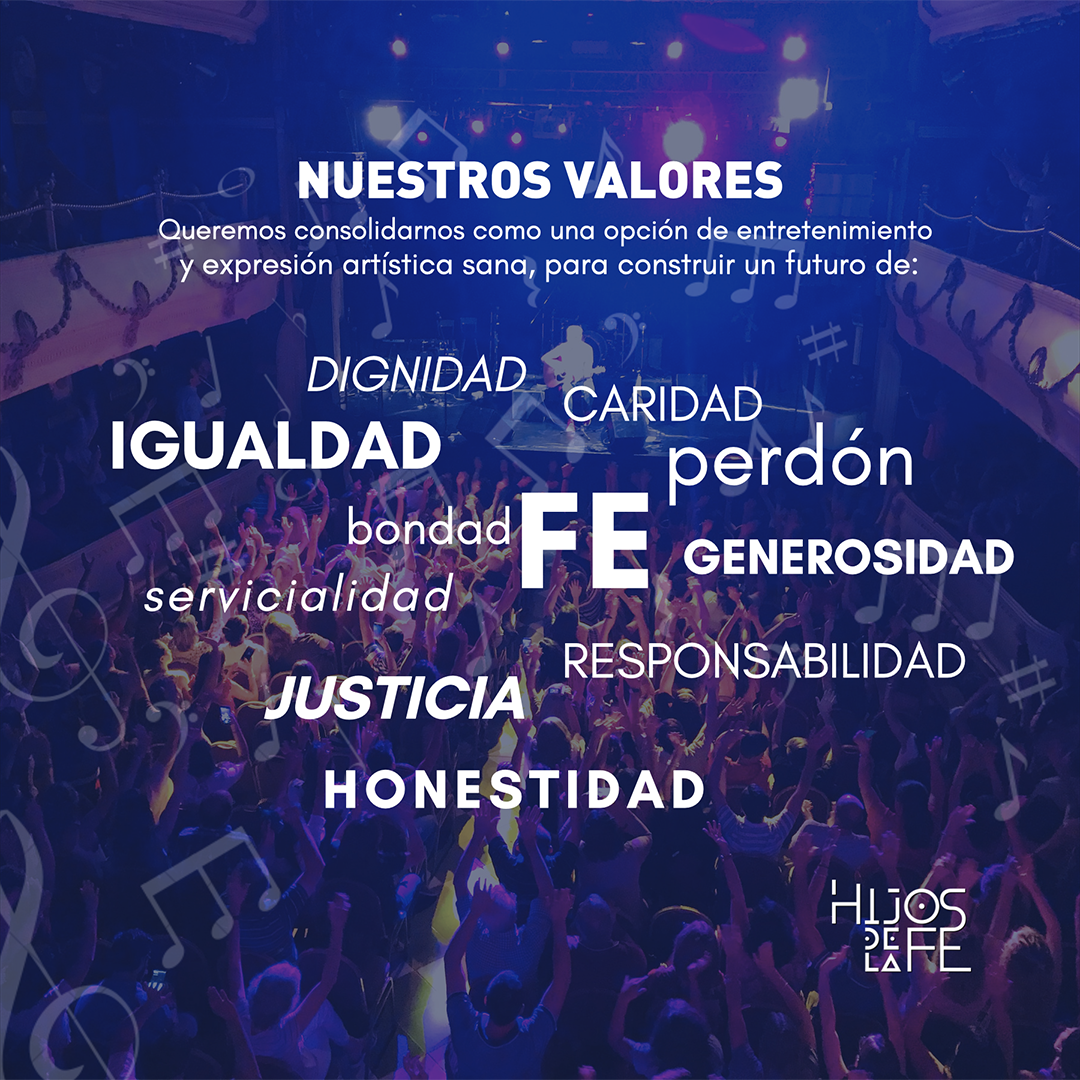 NUESTROS VALORES
Queremos consolidarnos como una opción de entretenimiento
y expresión artística sana, para construir un futuro de:
DIGNIDAD
CARIDAD
IGUALDAD
perdón
bondad
FE
GENEROSIDAD
servicialidad
RESPONSABILIDAD
JUSTICIA
HONESTIDAD
HIJOS
DE
LA FE